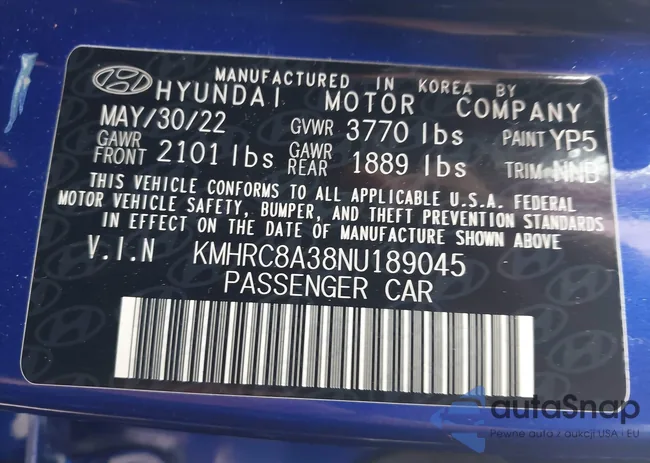 MANUFACTURED IN KOREA BY
HYUNDAI MOTOR COMPANY
MAY/30/22 GVWR 3770 lbs PAINT YP5
GAWR FRONT 2101 lbs GAWR REAR 1889 lbs TRIM NNB
THIS VEHICLE CONFORMS TO ALL APPLICABLE U.S.A. FEDERAL
MOTOR VEHICLE SAFETY, BUMPER, AND THEFT PREVENTION STANDARDS
IN EFFECT ON THE DATE OF MANUFACTURE SHOWN ABOVE
V.I.N KMHRC8A38NU189045
PASSENGER CAR
autoSnap
Pewne auta z aukcji USA i EU